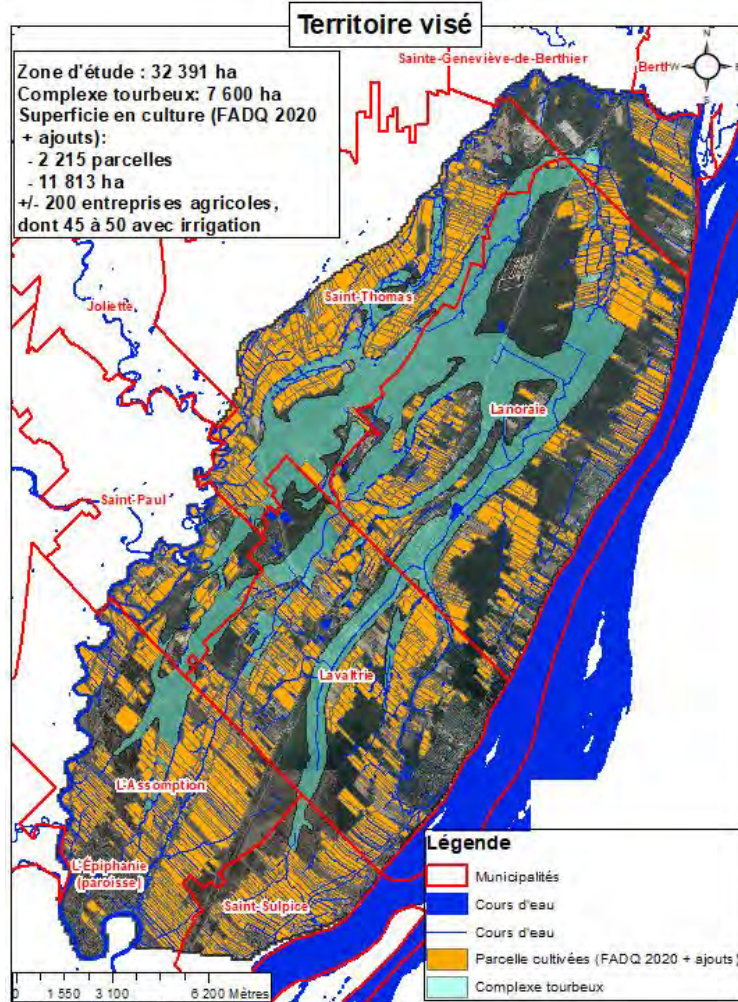 Territoire visé
Zone d'étude : 32 391 ha
Complexe tourbeux: 7 600 ha
Superficie en culture (FADQ 2020
+ ajouts):
- 2 215 parcelles
- 11 813 ha
+/- 200 entreprises agricoles,
dont 45 à 50 avec irrigation
Sainte-Geneviève-de-Berthier
Berth
N
W
E
S
Saint-Thomas
Joliette
Lanoraie
Saint-Paul
Lavaltrie
L'Assomption
L'Épiphanie
(paroisse)
Saint-Sulpice
Légende
Municipalités
Cours d'eau
Cours d'eau
Parcelle cultivées (FADQ 2020 + ajouts)
Complexe tourbeux
0 1 550 3 100 6 200 Mètres